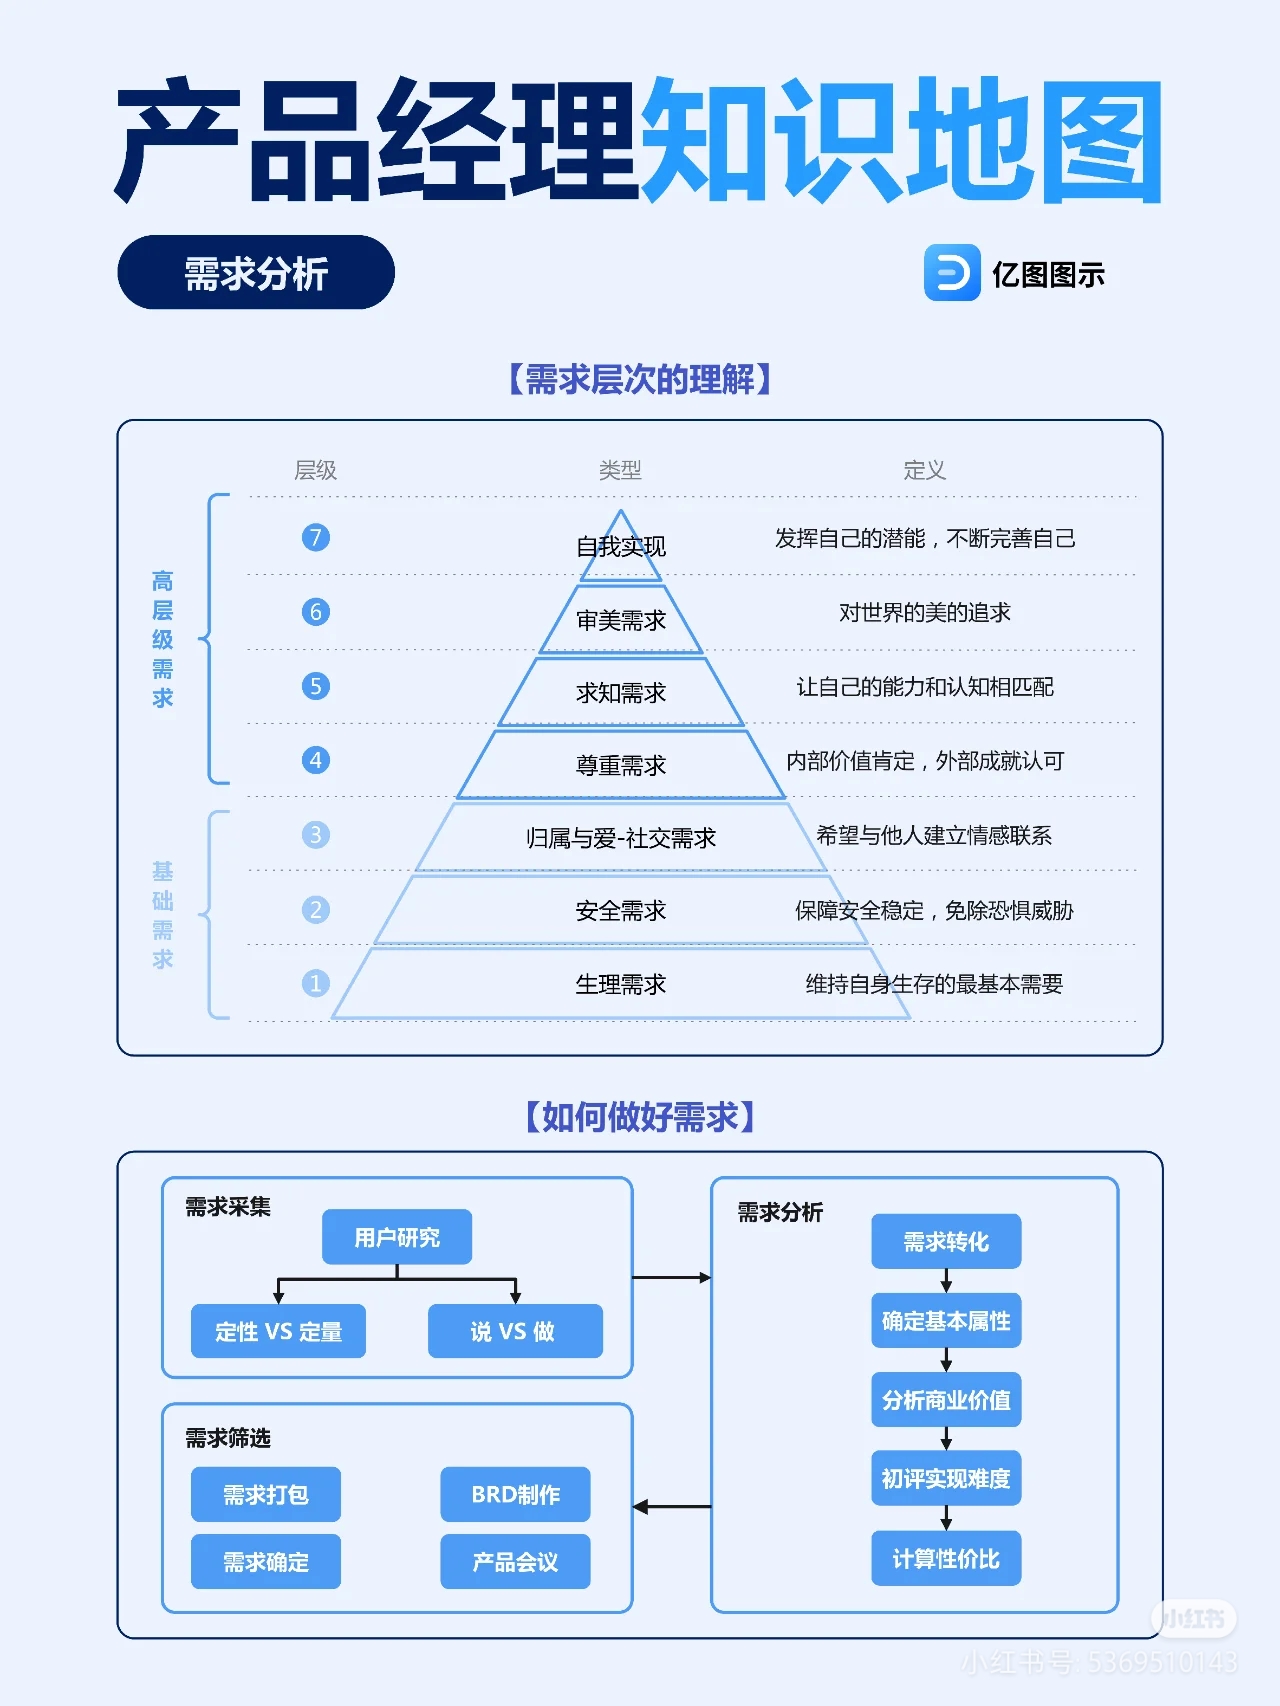 产品经理知识地图
需求分析
亿图图示
【需求层次的理解】
层级 类型 定义
高层级需求
7 自我实现 发挥自己的潜能，不断完善自己
6 审美需求 对世界的美的追求
5 求知需求 让自己的能力和认知相匹配
4 尊重需求 内部价值肯定，外部成就认可
基础需求
3 归属与爱-社交需求 希望与他人建立情感联系
2 安全需求 保障安全稳定，免除恐惧威胁
1 生理需求 维持自身生存的最基本需要
【如何做好需求】
需求采集
用户研究
定性 VS 定量
说 VS 做
需求分析
需求转化
确定基本属性
分析商业价值
初评实现难度
计算性价比
需求筛选
需求打包
BRD制作
需求确定
产品会议
小红书
小红书号: 5369510143